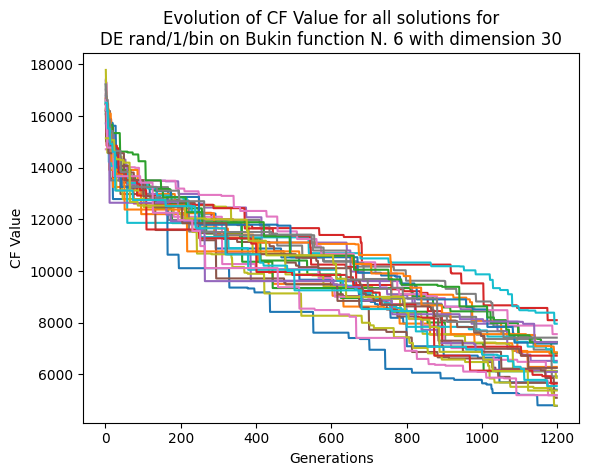 Evolution of CF Value for all solutions for
DE rand/1/bin on Bukin function N. 6 with dimension 30
18000
16000
14000
12000
10000
8000
6000
CF Value
0 200 400 600 800 1000 1200
Generations